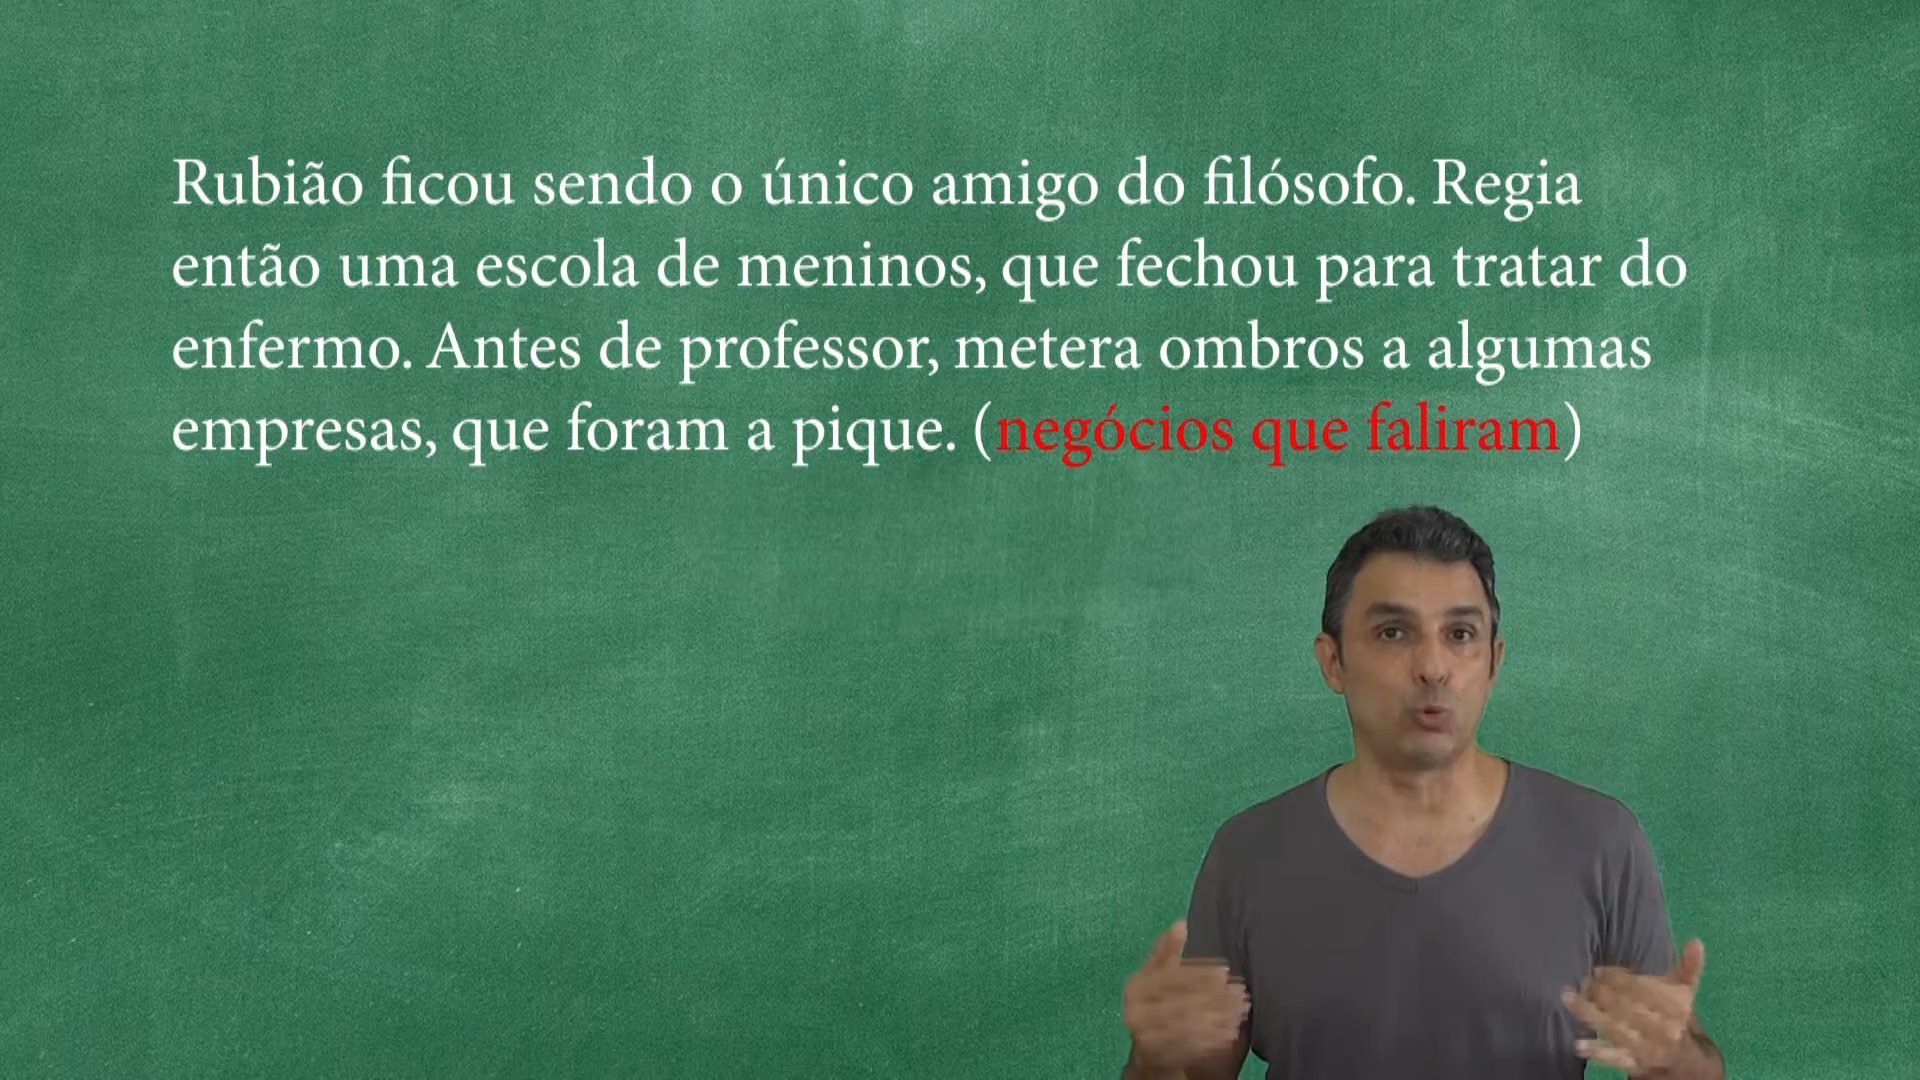 Rubião ficou sendo o único amigo do filósofo. Regia
então uma escola de meninos, que fechou para tratar do
enfermo. Antes de professor, metera ombros a algumas
empresas, que foram a pique. (negócios que faliram)